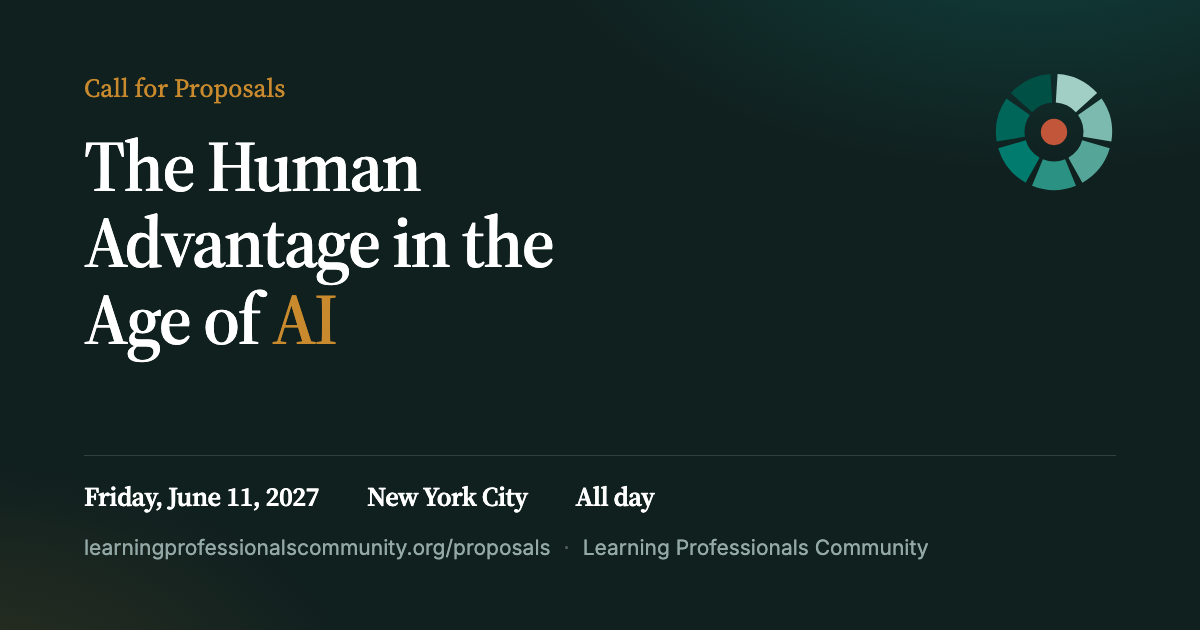 Call for Proposals
The Human
Advantage in the
Age of AI
Friday, June 11, 2027 New York City All day
learningprofessionalscommunity.org/proposals · Learning Professionals Community